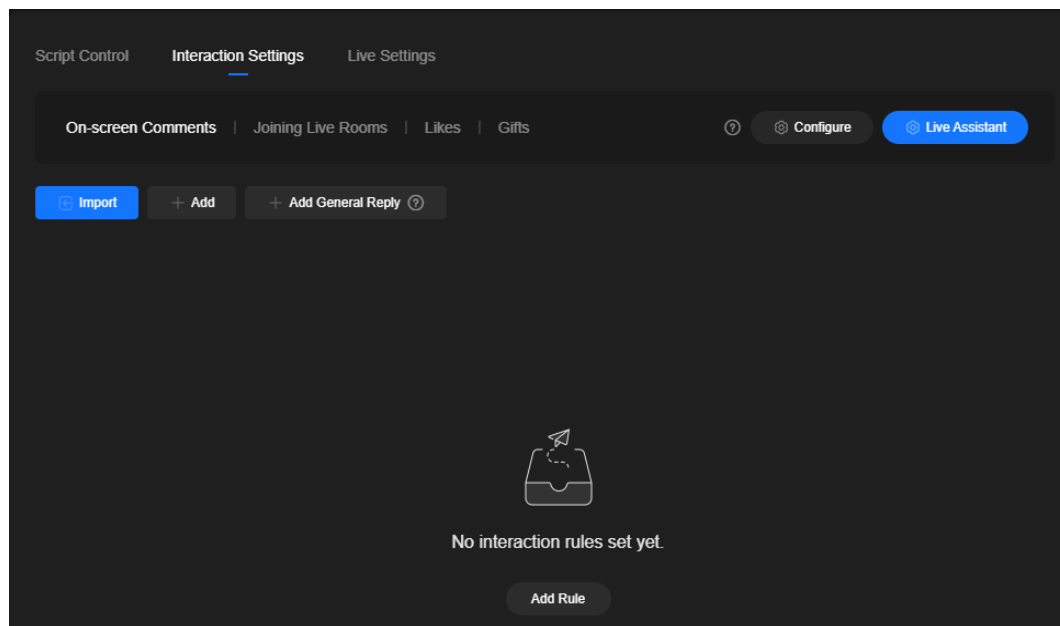 Script Control Interaction Settings Live Settings
On-screen Comments | Joining Live Rooms | Likes | Gifts ? Configure Live Assistant
Import + Add + Add General Reply ?
No interaction rules set yet.
Add Rule